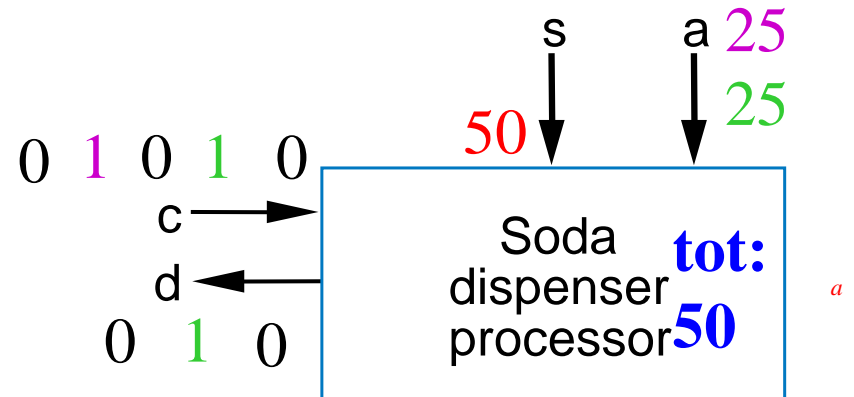 s a 25
25
50
0 1 0 1 0
c
d
0 1 0
Soda
dispenser
processor
tot:
50
a